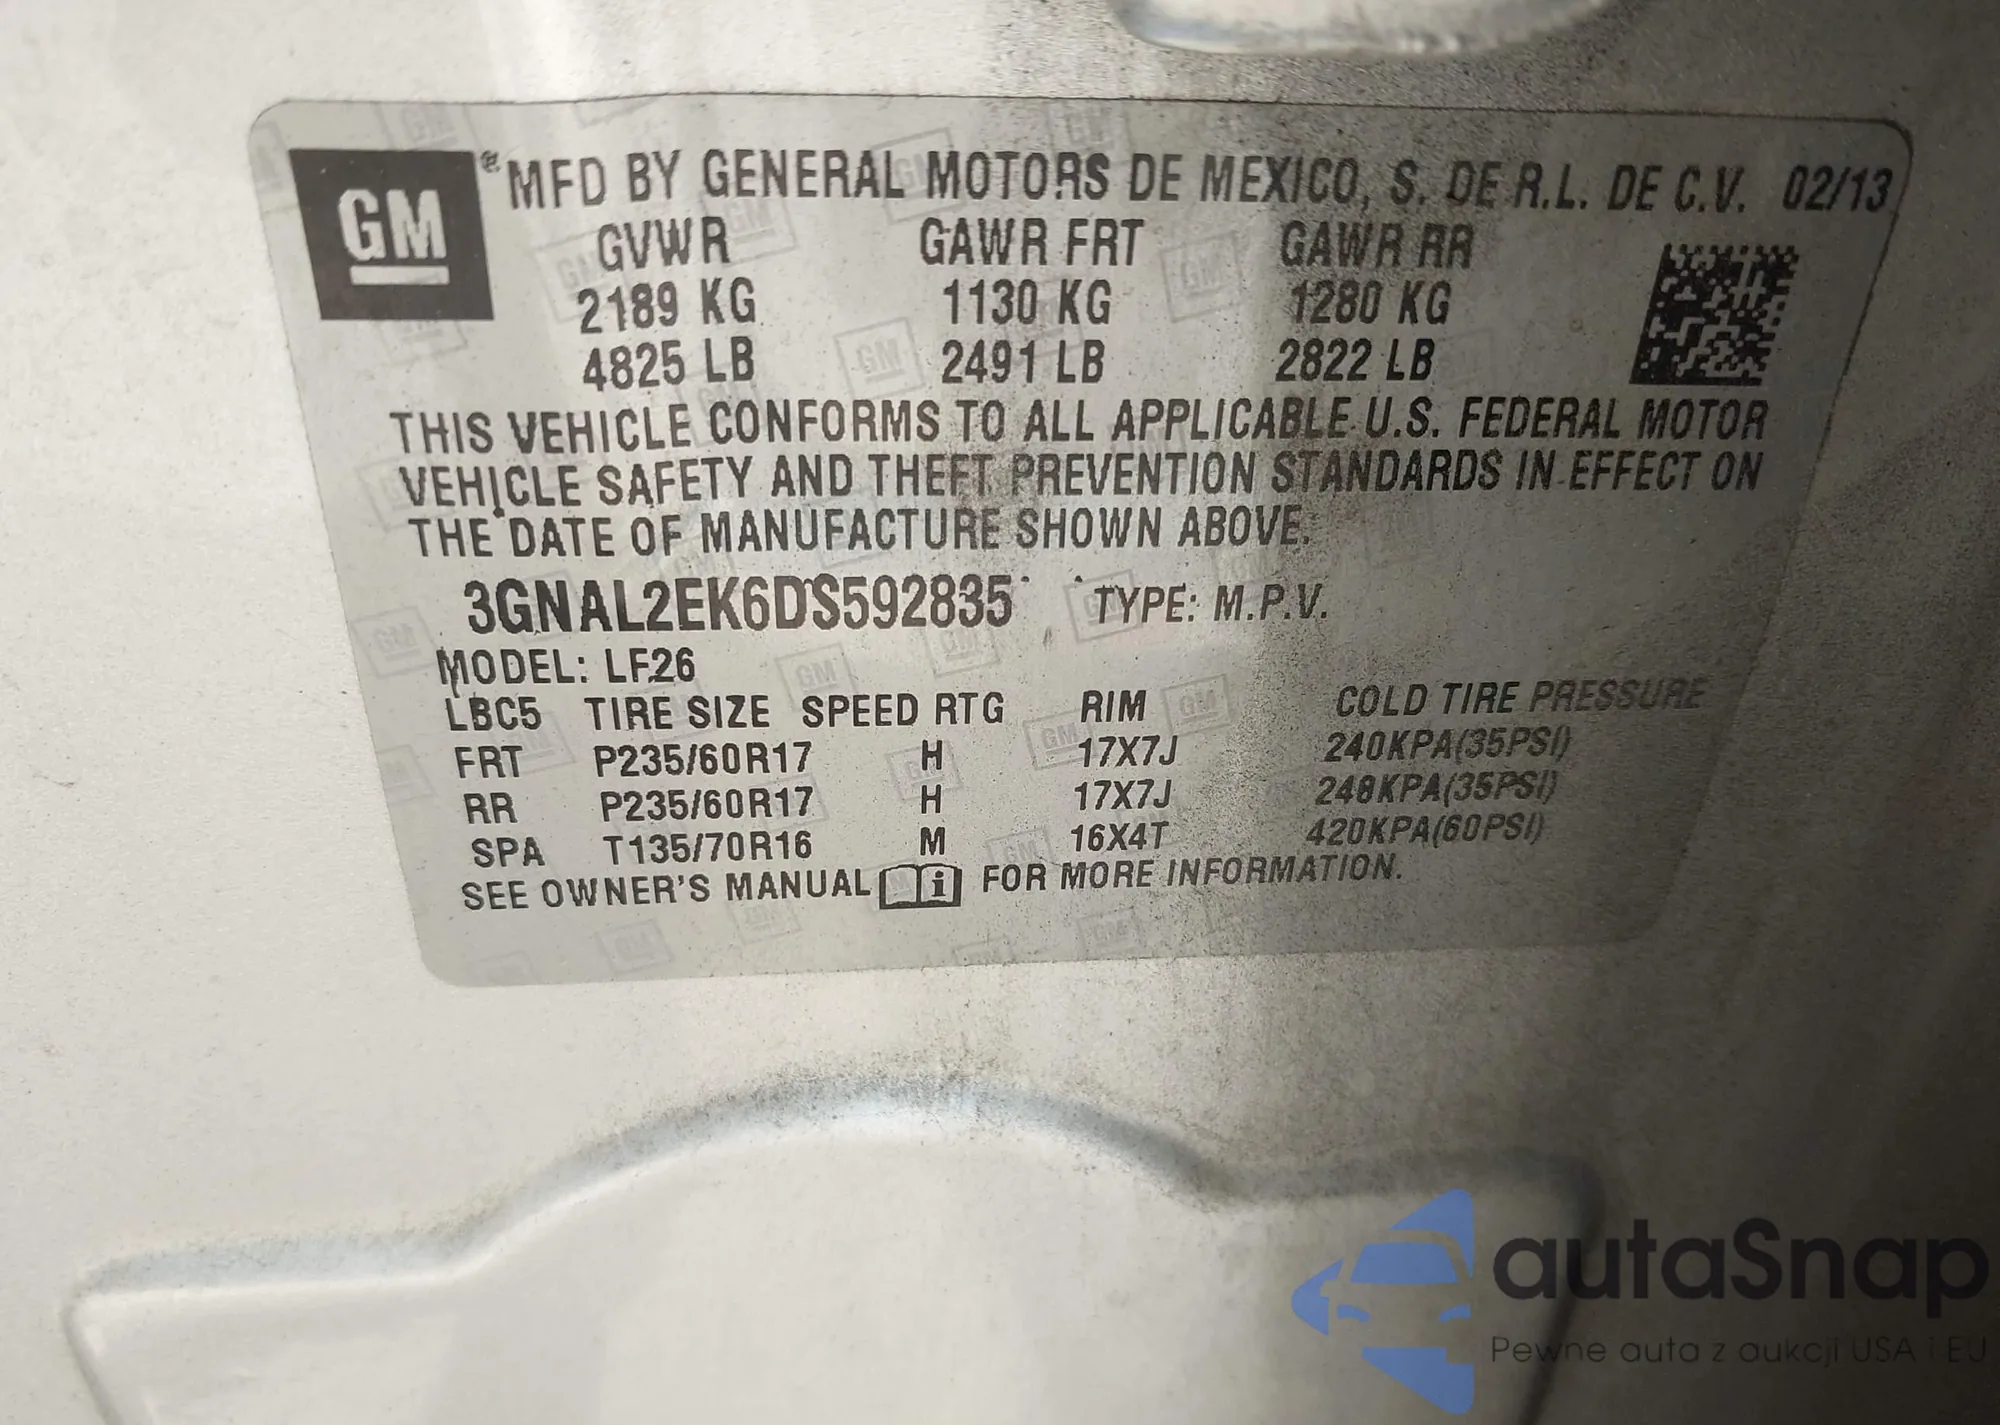 GM
® MFD BY GENERAL MOTORS DE MEXICO, S. DE R.L. DE C.V. 02/13
GVWR GAWR FRT GAWR RR
2189 KG 1130 KG 1280 KG
4825 LB 2491 LB 2822 LB
THIS VEHICLE CONFORMS TO ALL APPLICABLE U.S. FEDERAL MOTOR
VEHICLE SAFETY AND THEFT PREVENTION STANDARDS IN EFFECT ON
THE DATE OF MANUFACTURE SHOWN ABOVE.
3GNAL2EK6DS592835 TYPE: M.P.V.
MODEL: LF26
LBC5 TIRE SIZE SPEED RTG RIM COLD TIRE PRESSURE
FRT P235/60R17 H 17X7J 240KPA(35PSI)
RR P235/60R17 H 17X7J 240KPA(35PSI)
SPA T135/70R16 M 16X4T 420KPA(60PSI)
SEE OWNER'S MANUAL i FOR MORE INFORMATION.
autaSnap
Pewne auta z aukcji USA i EU